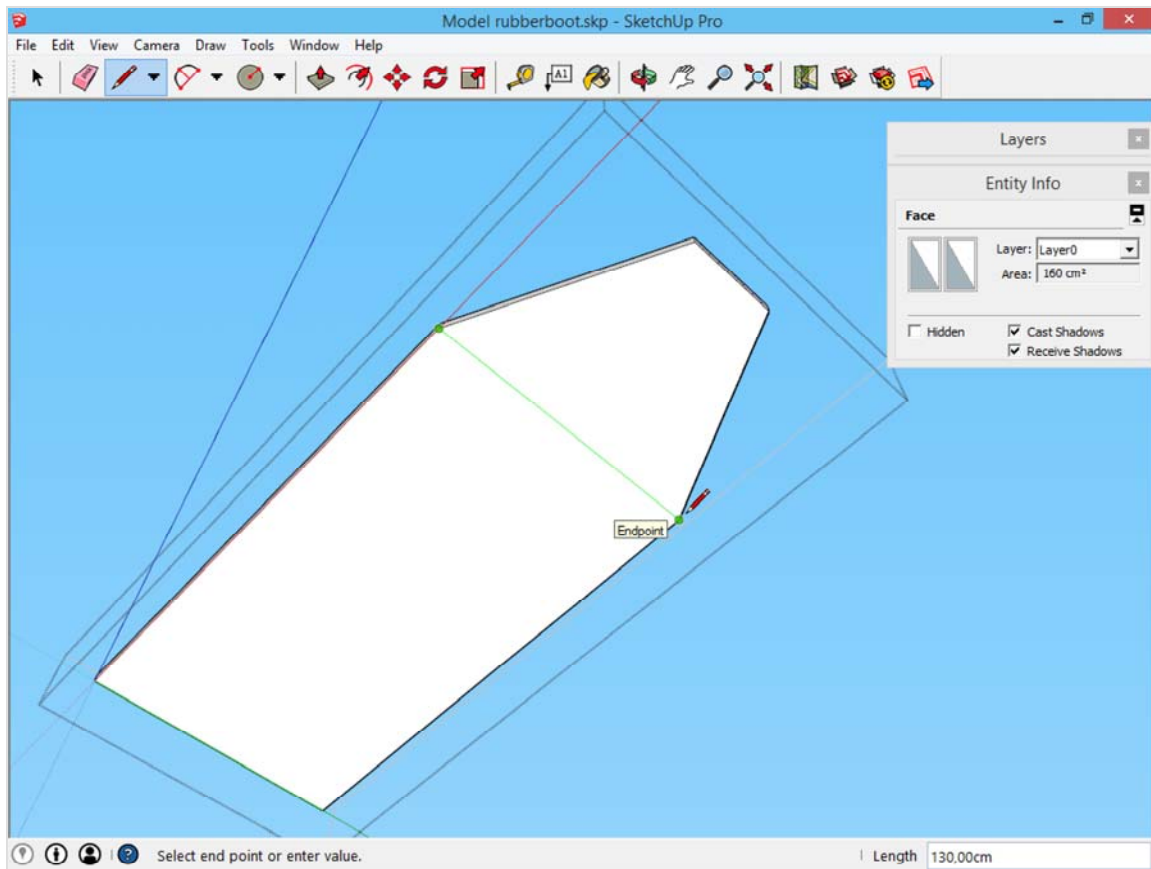 Model rubberboot.skp - SketchUp Pro
File Edit View Camera Draw Tools Window Help
A1
Layers
Entity Info
Face
Layer: Layer0
Area: 160 cm²
Hidden
Cast Shadows
Receive Shadows
Endpoint
Select end point or enter value.
Length 130,00cm